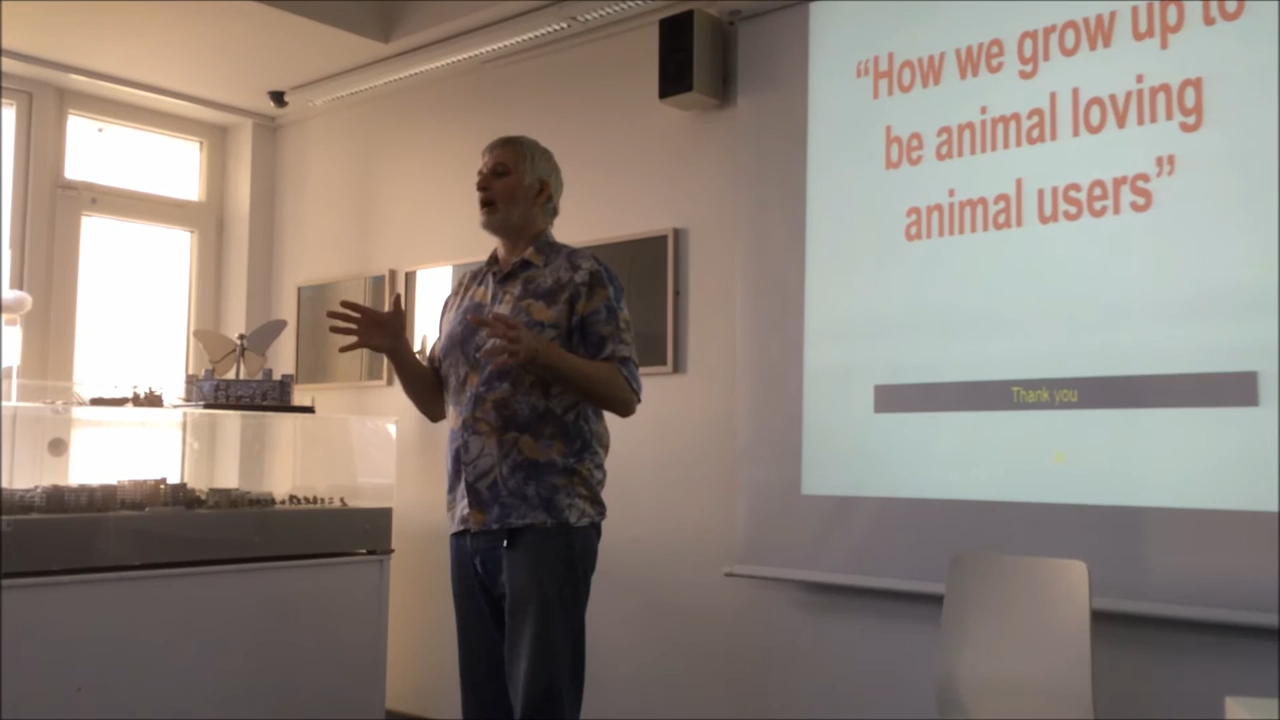 “How we grow up to
be animal loving
animal users”
Thank you